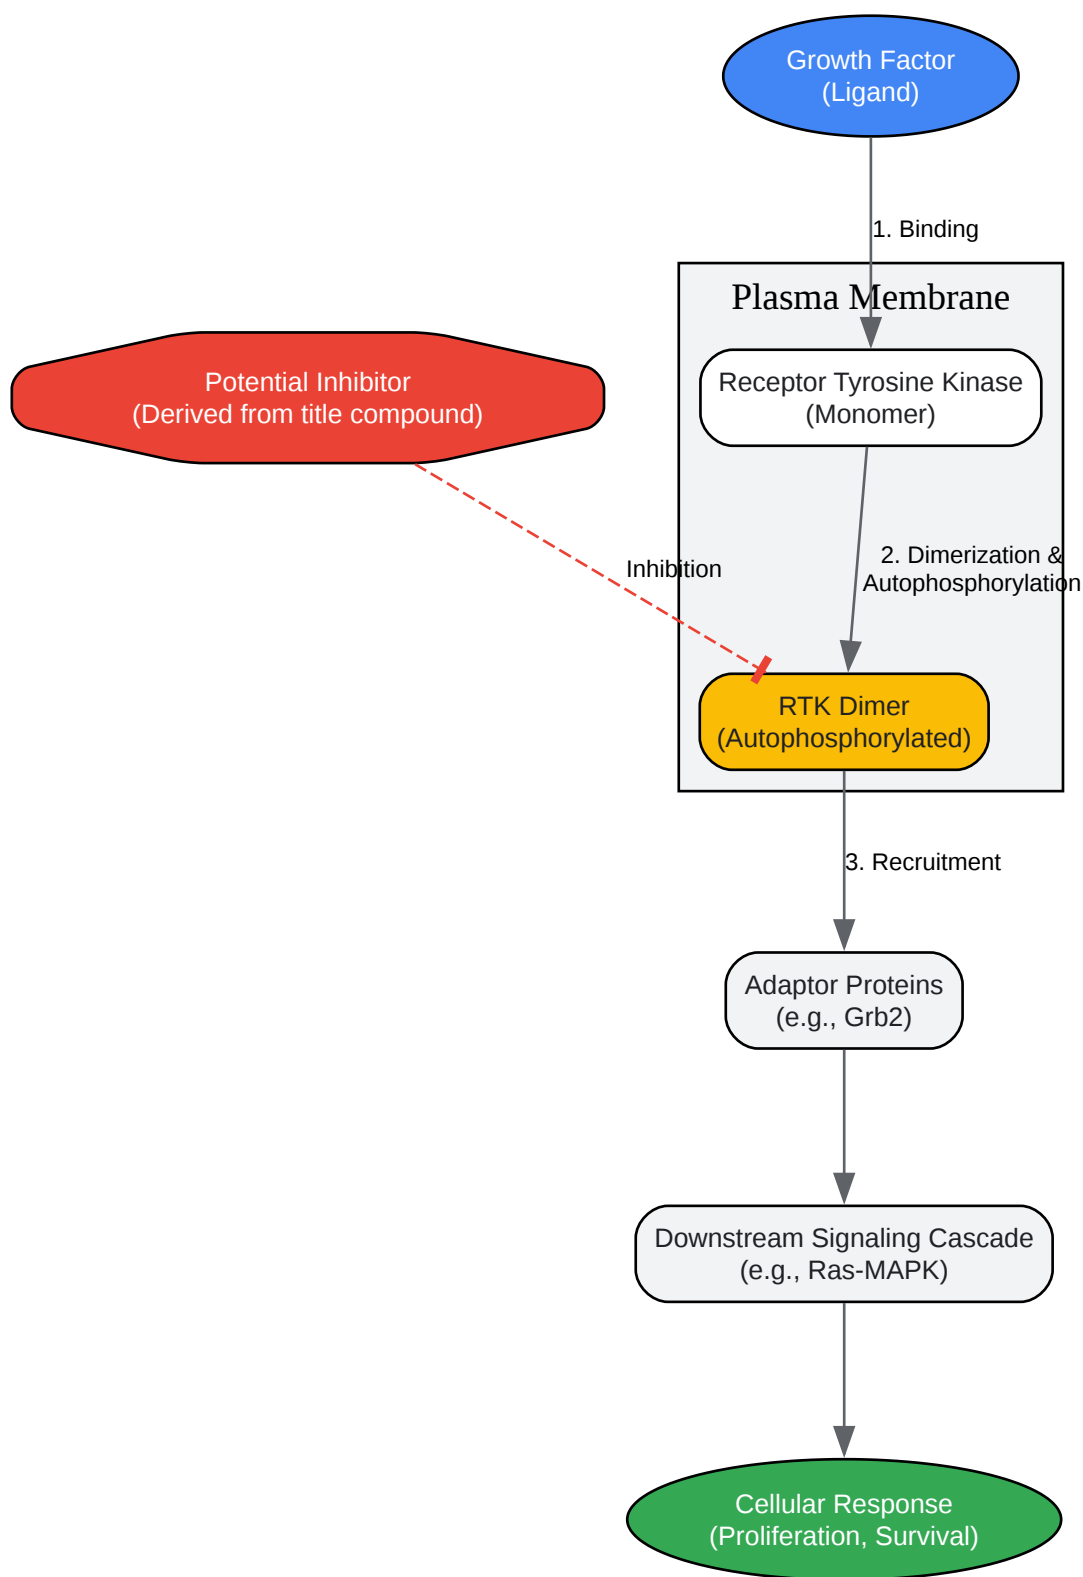 Growth Factor
(Ligand)
1. Binding
Plasma Membrane
Receptor Tyrosine Kinase
(Monomer)
Potential Inhibitor
(Derived from title compound)
2. Dimerization &
Autophosphorylation
Inhibition
RTK Dimer
(Autophosphorylated)
3. Recruitment
Adaptor Proteins
(e.g., Grb2)
Downstream Signaling Cascade
(e.g., Ras-MAPK)
Cellular Response
(Proliferation, Survival)